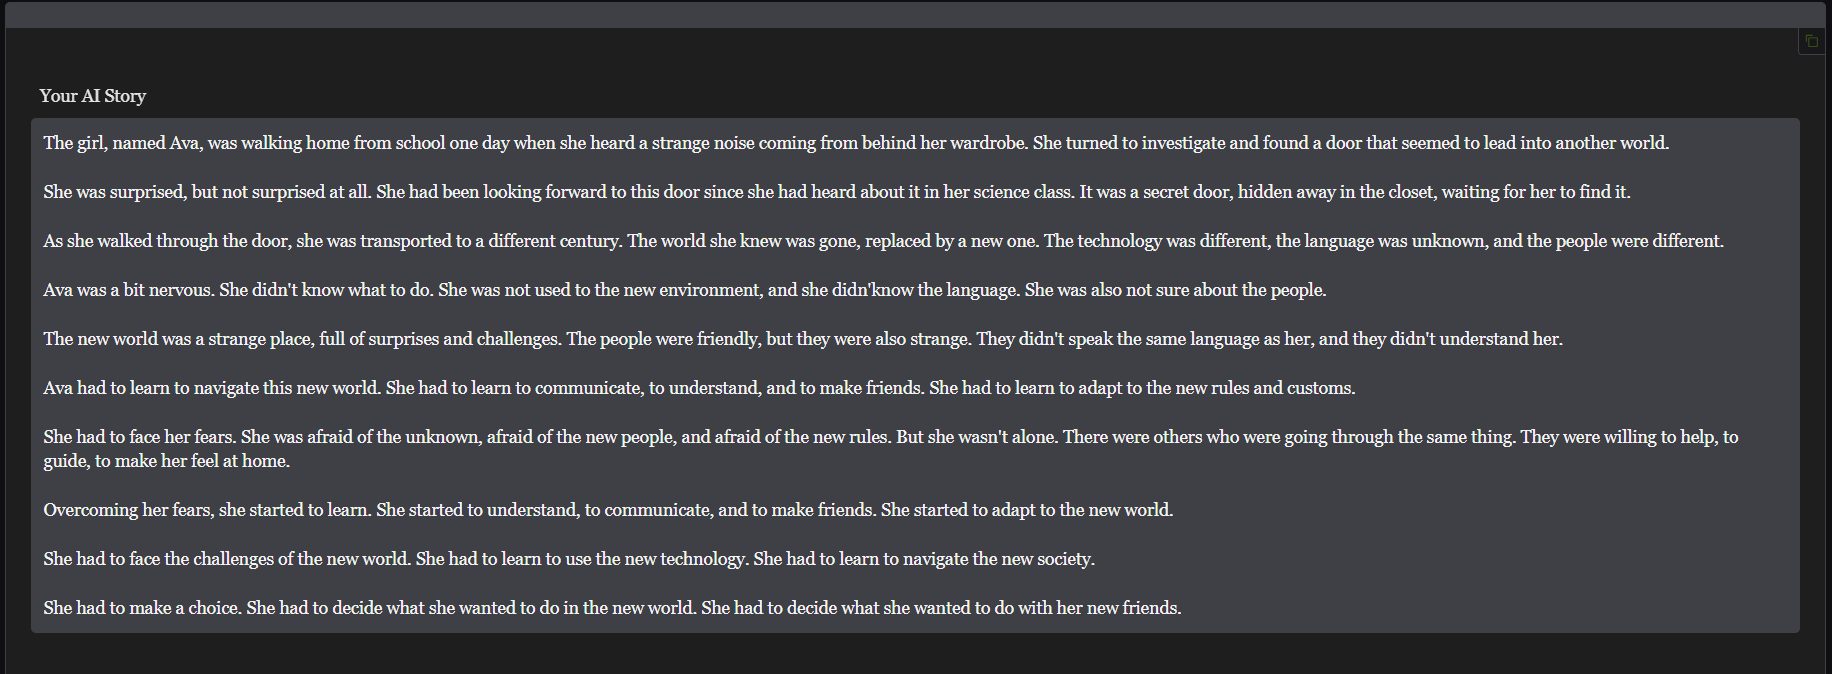 Your AI Story
The girl, named Ava, was walking home from school one day when she heard a strange noise coming from behind her wardrobe. She turned to investigate and found a door that seemed to lead into another world.
She was surprised, but not surprised at all. She had been looking forward to this door since she had heard about it in her science class. It was a secret door, hidden away in the closet, waiting for her to find it.
As she walked through the door, she was transported to a different century. The world she knew was gone, replaced by a new one. The technology was different, the language was unknown, and the people were different.
Ava was a bit nervous. She didn't know what to do. She was not used to the new environment, and she didn'know the language. She was also not sure about the people.
The new world was a strange place, full of surprises and challenges. The people were friendly, but they were also strange. They didn't speak the same language as her, and they didn't understand her.
Ava had to learn to navigate this new world. She had to learn to communicate, to understand, and to make friends. She had to learn to adapt to the new rules and customs.
She had to face her fears. She was afraid of the unknown, afraid of the new people, and afraid of the new rules. But she wasn't alone. There were others who were going through the same thing. They were willing to help, to
guide, to make her feel at home.
Overcoming her fears, she started to learn. She started to understand, to communicate, and to make friends. She started to adapt to the new world.
She had to face the challenges of the new world. She had to learn to use the new technology. She had to learn to navigate the new society.
She had to make a choice. She had to decide what she wanted to do in the new world. She had to decide what she wanted to do with her new friends.